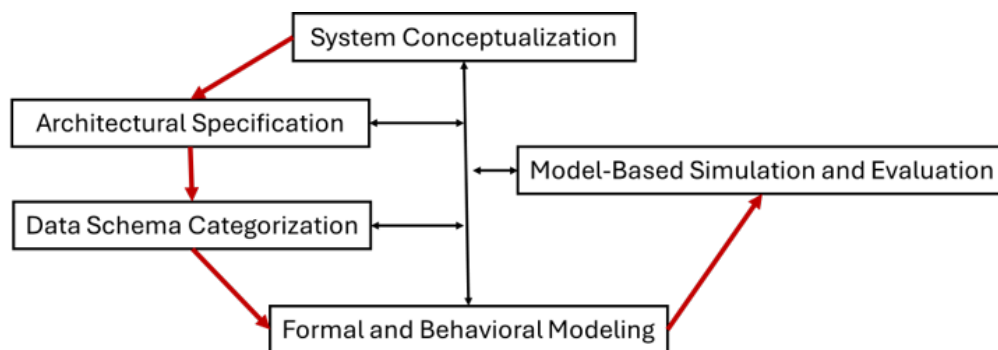 System Conceptualization
Architectural Specification
Model-Based Simulation and Evaluation
Data Schema Categorization
Formal and Behavioral Modeling